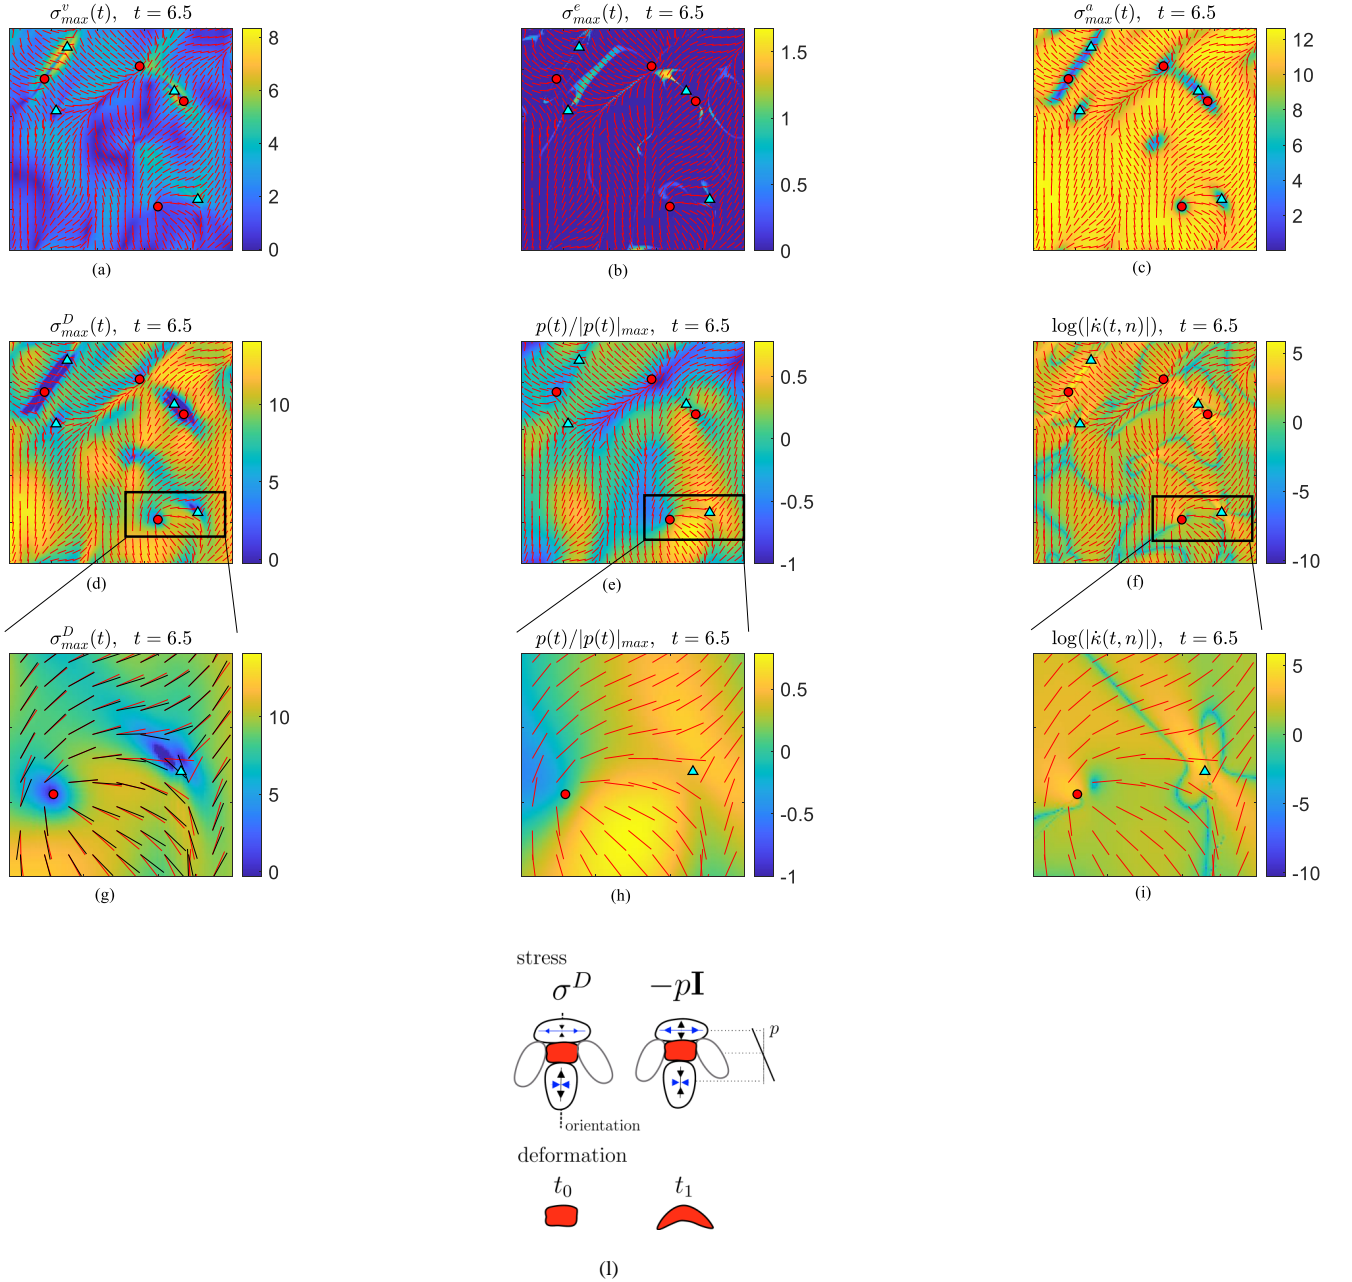 σ^v_max(t), t = 6.5
8
6
4
2
0
(a)
σ^e_max(t), t = 6.5
1.5
1
0.5
0
(b)
σ^a_max(t), t = 6.5
12
10
8
6
4
2
(c)
σ^D_max(t), t = 6.5
10
5
0
(d)
p(t)/|p(t)|_max, t = 6.5
0.5
0
-0.5
-1
(e)
log(|κ̇(t, n)|), t = 6.5
5
0
-5
-10
(f)
σ^D_max(t), t = 6.5
10
5
0
(g)
p(t)/|p(t)|_max, t = 6.5
0.5
0
-0.5
-1
(h)
log(|κ̇(t, n)|), t = 6.5
5
0
-5
-10
(i)
stress
σ^D
−pI
p
orientation
deformation
t_0
t_1
(l)